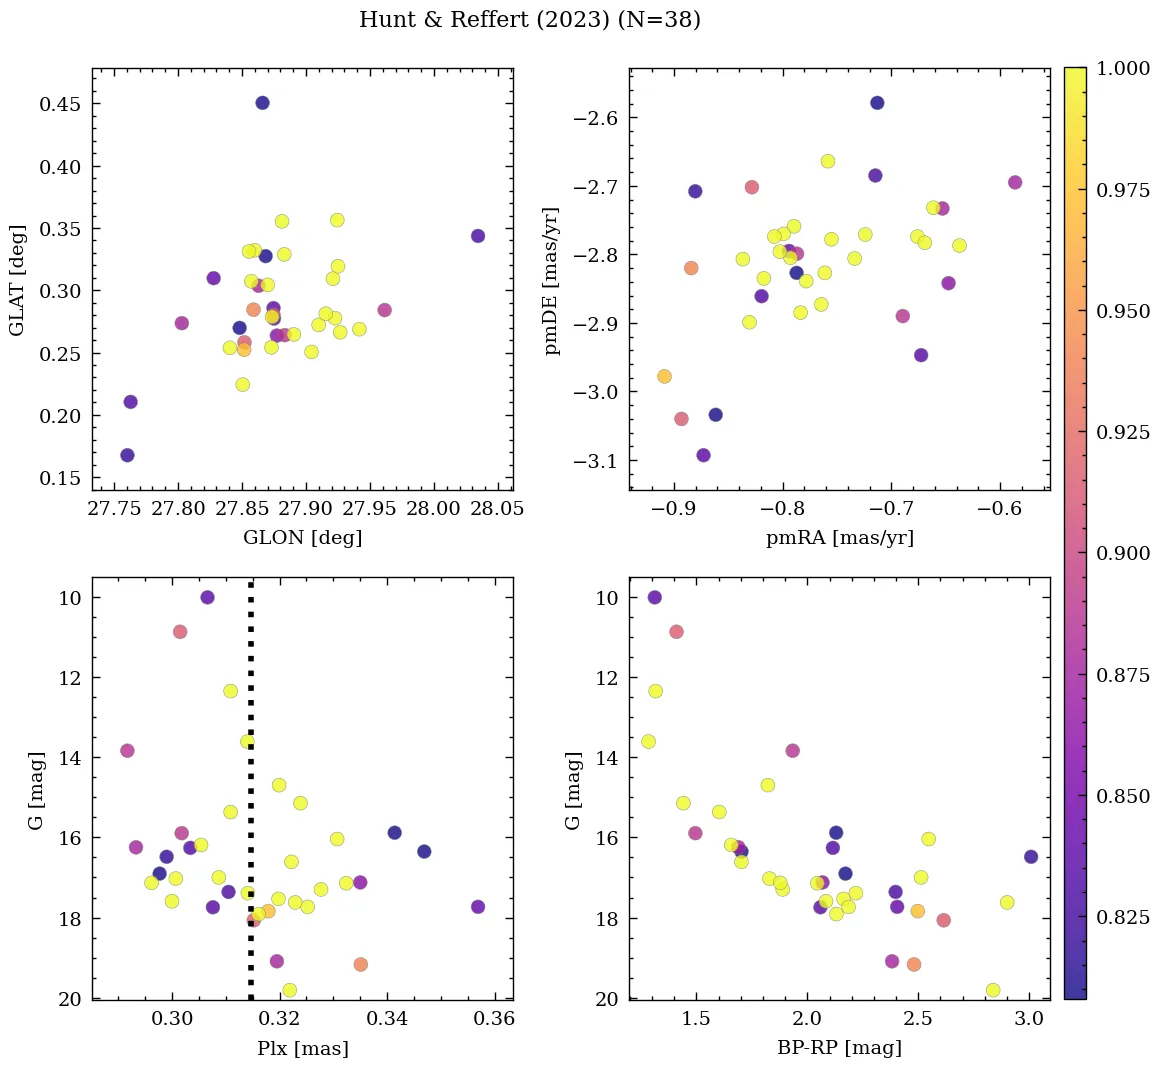 Hunt & Reffert (2023) (N=38)
GLAT [deg]
0.45
0.40
0.35
0.30
0.25
0.20
0.15
27.75 27.80 27.85 27.90 27.95 28.00 28.05
GLON [deg]
pmDE [mas/yr]
−2.6
−2.7
−2.8
−2.9
−3.0
−3.1
−0.9 −0.8 −0.7 −0.6
pmRA [mas/yr]
1.000
0.975
0.950
0.925
0.900
0.875
0.850
0.825
G [mag]
10
12
14
16
18
20
0.30 0.32 0.34 0.36
Plx [mas]
G [mag]
10
12
14
16
18
20
1.5 2.0 2.5 3.0
BP-RP [mag]